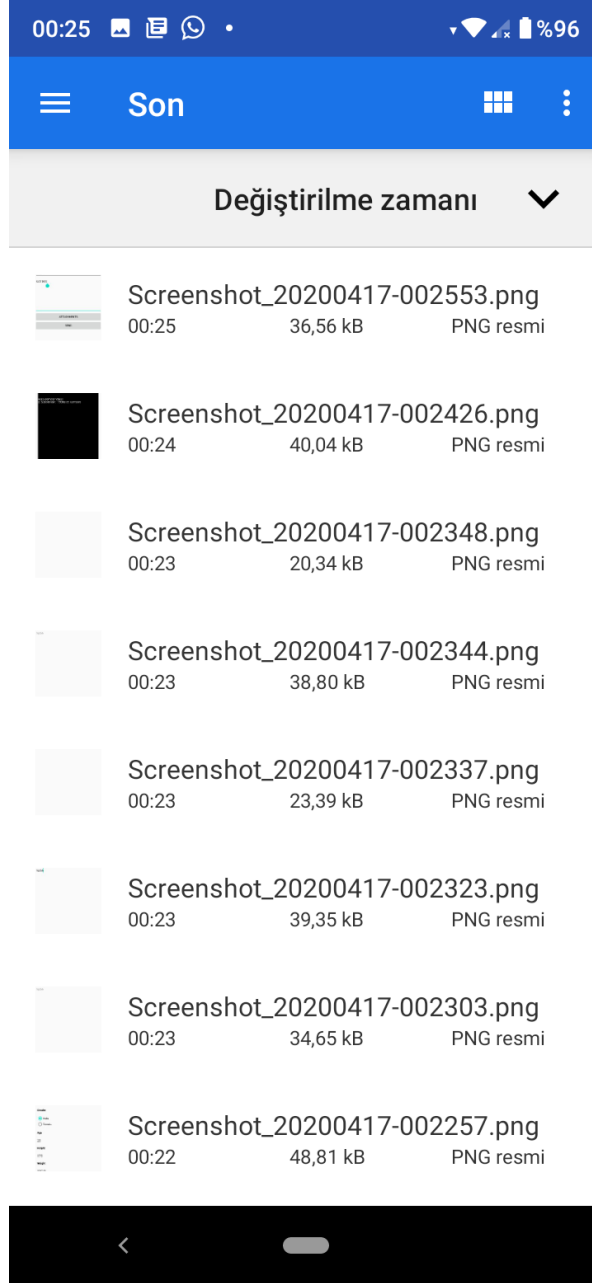 00:25 %96
Son
Değiştirilme zamanı
Screenshot_20200417-002553.png
00:25 36,56 kB PNG resmi
Screenshot_20200417-002426.png
00:24 40,04 kB PNG resmi
Screenshot_20200417-002348.png
00:23 20,34 kB PNG resmi
Screenshot_20200417-002344.png
00:23 38,80 kB PNG resmi
Screenshot_20200417-002337.png
00:23 23,39 kB PNG resmi
Screenshot_20200417-002323.png
00:23 39,35 kB PNG resmi
Screenshot_20200417-002303.png
00:23 34,65 kB PNG resmi
Screenshot_20200417-002257.png
00:22 48,81 kB PNG resmi